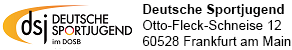 dsj DEUTSCHE
SPORTJUGEND
im DOSB
Deutsche Sportjugend
Otto-Fleck-Schneise 12
60528 Frankfurt am Main